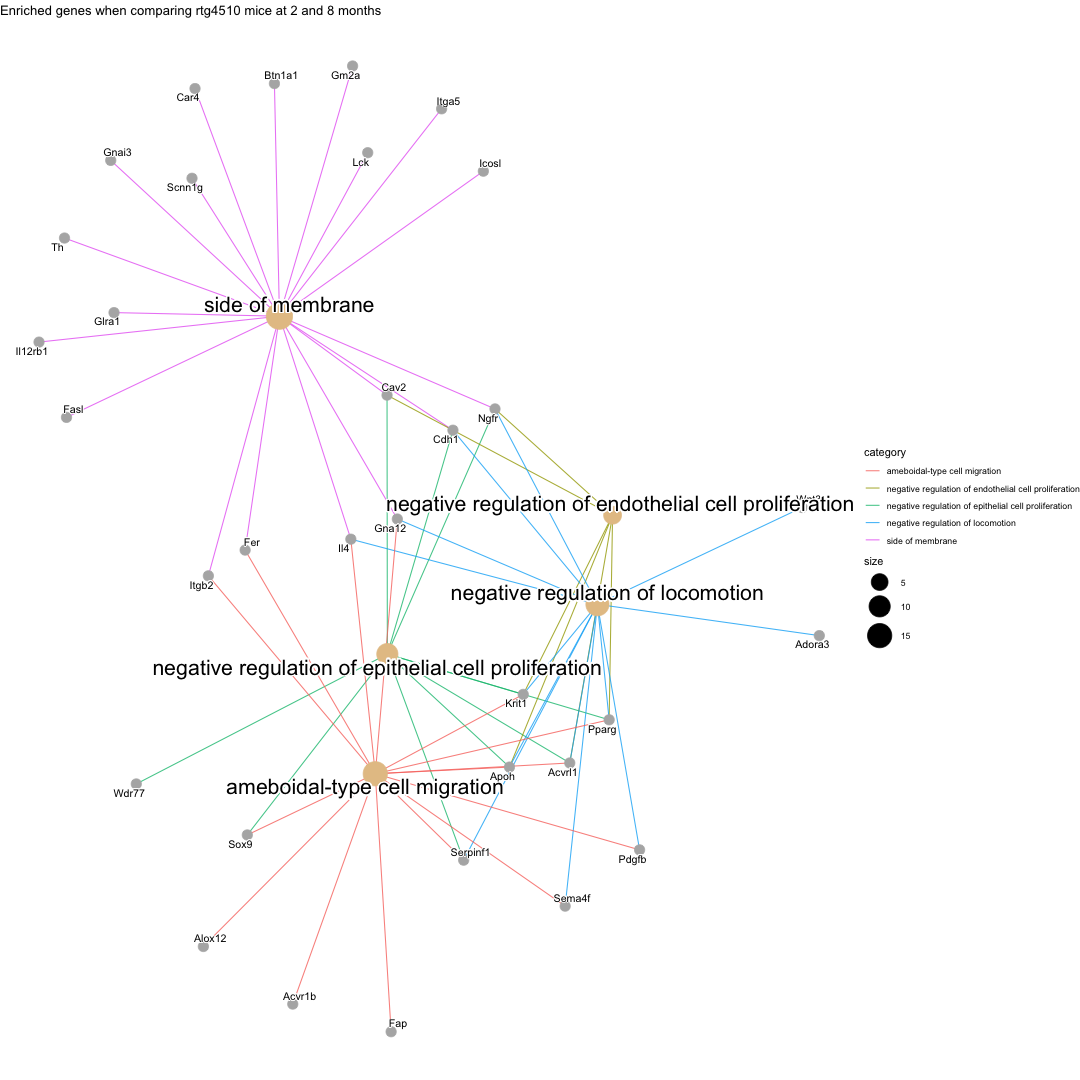 Enriched genes when comparing rtg4510 mice at 2 and 8 months
Btn1a1
Gm2a
Car4
Itga5
Gnai3
Lck
Icosl
Scnn1g
Th
side of membrane
Glra1
Il12rb1
Cav2
Fasl
Ngfr
Cdh1
category
ameboidal-type cell migration
negative regulation of endothelial cell proliferation
negative regulation of epithelial cell proliferation
negative regulation of locomotion
side of membrane
size
5
10
15
negative regulation of endothelial cell proliferation
Gna12
Fer
Il4
Itgb2
negative regulation of locomotion
Adora3
negative regulation of epithelial cell proliferation
Krit1
Pparg
Acvrl1
Apoh
ameboidal-type cell migration
Wdr77
Sox9
Serpinf1
Pdgfb
Sema4f
Alox12
Acvr1b
Fap